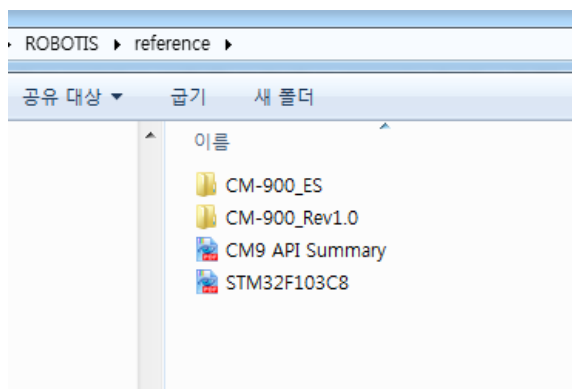 ROBOTIS reference
공유 대상 굽기 새 폴더
이름
CM-900_ES
CM-900_Rev1.0
CM9 API Summary
STM32F103C8